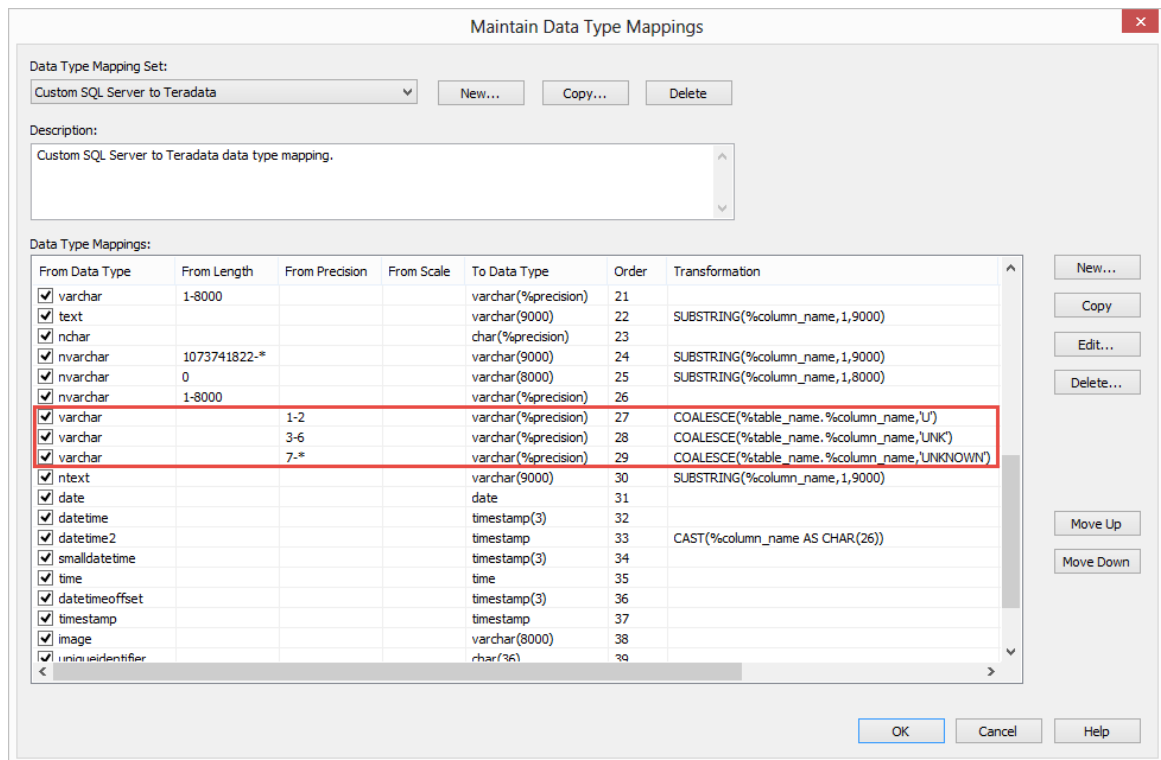 Maintain Data Type Mappings
Data Type Mapping Set:
Custom SQL Server to Teradata New... Copy... Delete
Description:
Custom SQL Server to Teradata data type mapping.
Data Type Mappings:
From Data Type From Length From Precision From Scale To Data Type Order Transformation New...
varchar 1-8000 varchar(%precision) 21
text varchar(9000) 22 SUBSTRING(%column_name,1,9000) Copy
nchar char(%precision) 23
nvarchar 1073741822-* varchar(9000) 24 SUBSTRING(%column_name,1,9000) Edit...
nvarchar 0 varchar(8000) 25 SUBSTRING(%column_name,1,8000) Delete...
nvarchar 1-8000 varchar(%precision) 26
varchar 1-2 varchar(%precision) 27 COALESCE(%table_name.%column_name,'U')
varchar 3-6 varchar(%precision) 28 COALESCE(%table_name.%column_name,'UNK')
varchar 7-* varchar(%precision) 29 COALESCE(%table_name.%column_name,'UNKNOWN')
ntext varchar(9000) 30 SUBSTRING(%column_name,1,9000)
date date 31
datetime timestamp(3) 32 Move Up
datetime2 timestamp 33 CAST(%column_name AS CHAR(26))
smalldatetime timestamp(3) 34 Move Down
time time 35
datetimeoffset timestamp(3) 36
timestamp timestamp 37
image varchar(8000) 38
uniqueidentifier char(36) 39
OK Cancel Help